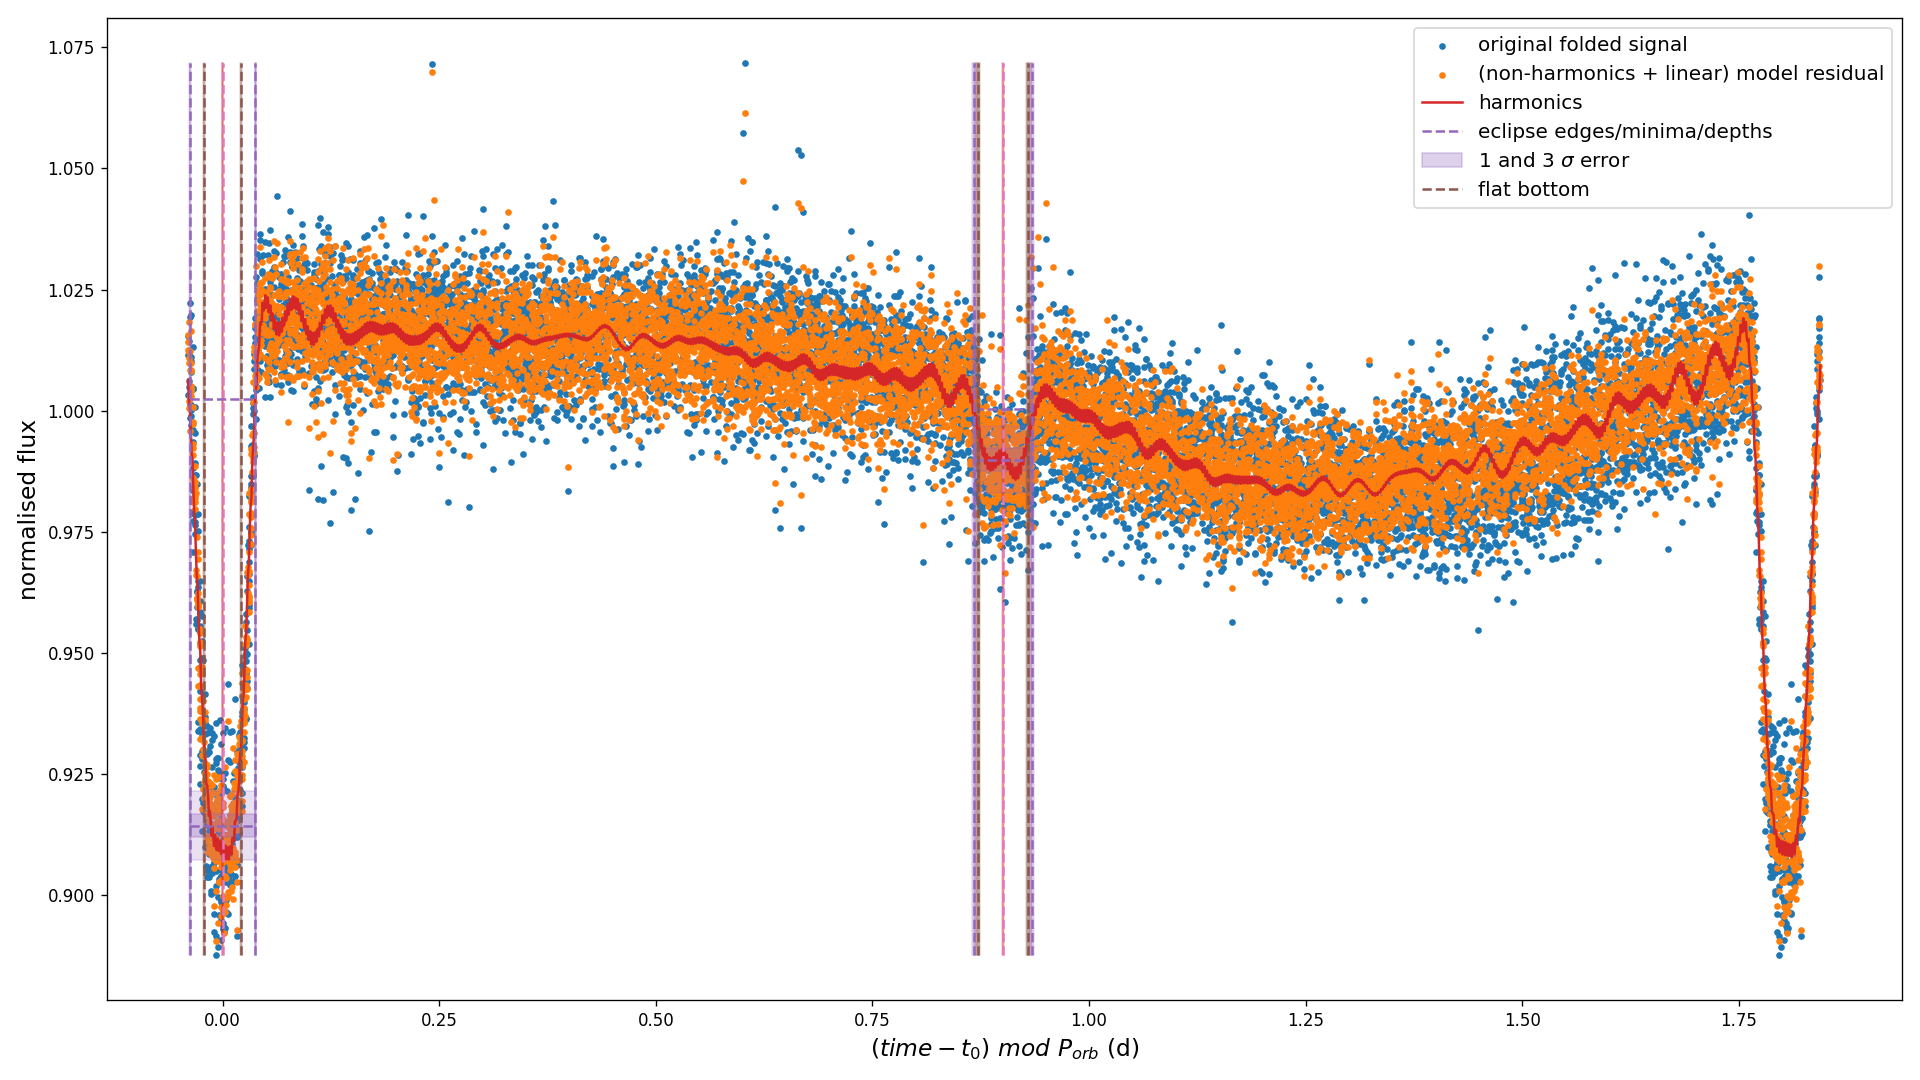 original folded signal
(non-harmonics + linear) model residual
harmonics
eclipse edges/minima/depths
1 and 3 σ error
flat bottom
normalised flux
1.075
1.050
1.025
1.000
0.975
0.950
0.925
0.900
0.00 0.25 0.50 0.75 1.00 1.25 1.50 1.75
(time − t₀) mod P_orb (d)